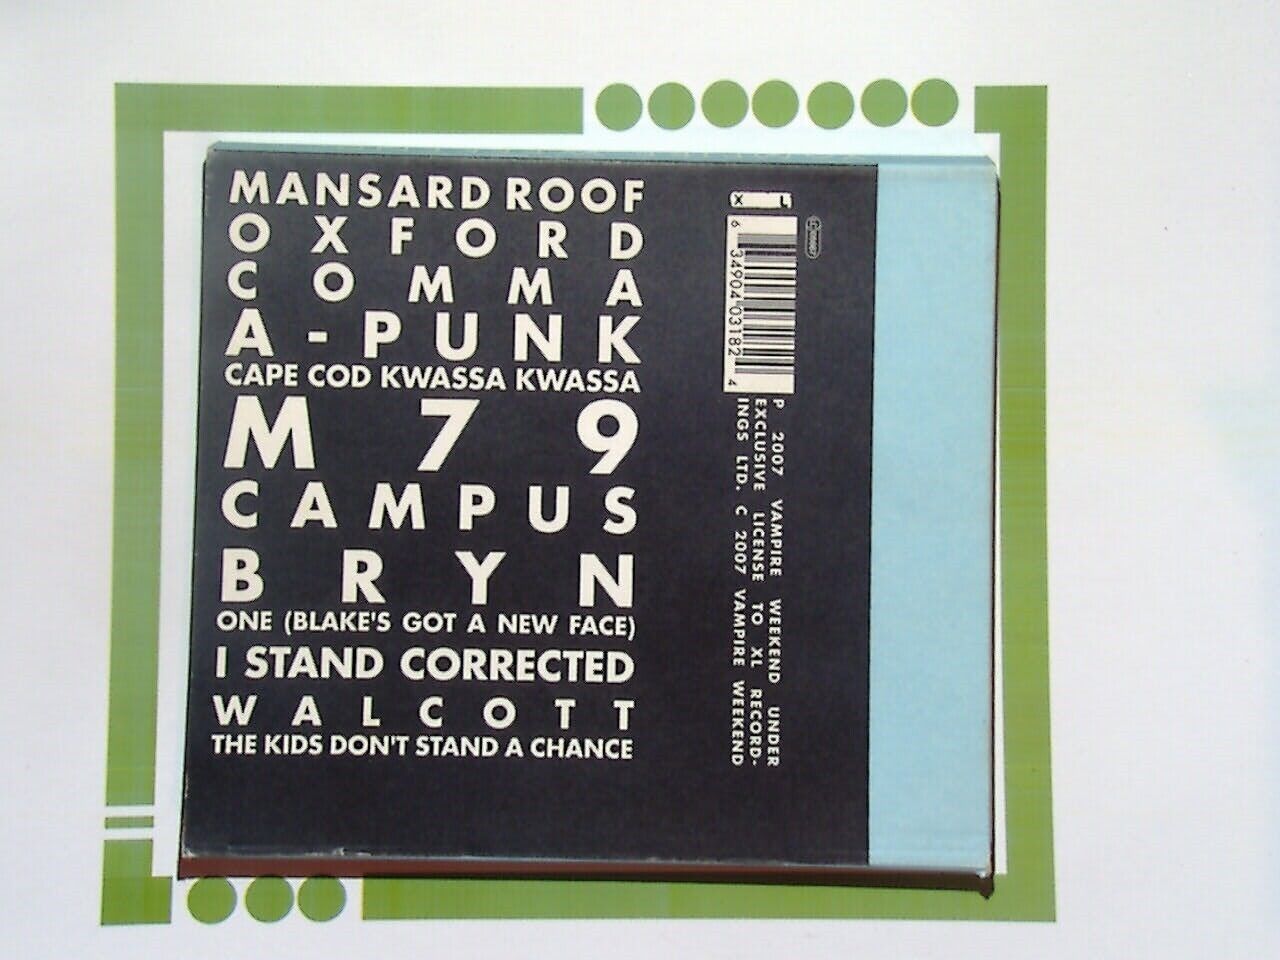 MANSARD ROOF
OXFORD
COMMA
A-PUNK
CAPE COD KWASSA KWASSA
M79
CAMPUS
BRYN
ONE (BLAKE'S GOT A NEW FACE)
I STAND CORRECTED
WALCOTT
THE KIDS DON'T STAND A CHANCE
XL
6 34904 03182 4
P 2007 VAMPIRE WEEKEND UNDER
EXCLUSIVE LICENSE TO XL RECORD-
INGS LTD. C 2007 VAMPIRE WEEKEND